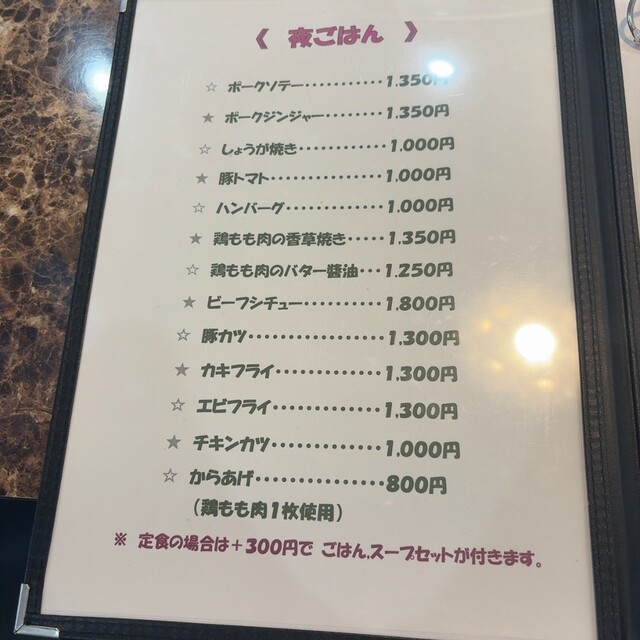 《 夜ごはん 》
☆ ポークソテー・・・・・・・・・・・1,350円
★ ポークジンジャー・・・・・・・・1,350円
☆ しょうが焼き・・・・・・・・・・・・1,000円
★ 豚トマト・・・・・・・・・・・・・・・・1,000円
☆ ハンバーグ・・・・・・・・・・・・・・1,000円
★ 鶏もも肉の香草焼き・・・・・1,350円
☆ 鶏もも肉のバター醬油・・・1,250円
★ ビーフシチュー・・・・・・・・・・・1,800円
☆ 豚カツ・・・・・・・・・・・・・・・・・・1,300円
★ カキフライ・・・・・・・・・・・・・・・1,300円
☆ エビフライ・・・・・・・・・・・・・・・1,300円
★ チキンカツ・・・・・・・・・・・・・・・1,000円
☆ からあげ・・・・・・・・・・・・・・・・・800円
（鶏もも肉1枚使用）
※ 定食の場合は＋300円で ごはん,スープセットが付きます。